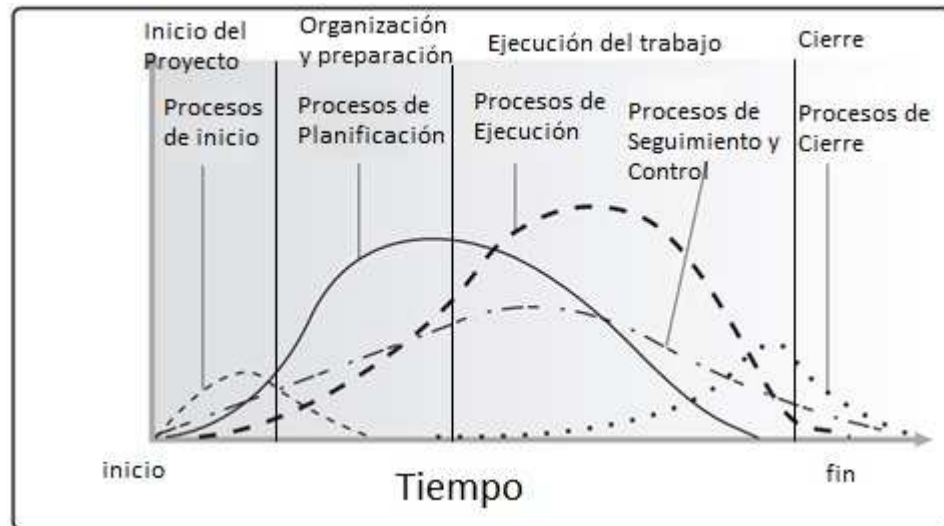 Inicio del
Proyecto
Organización
y preparación
Ejecución del trabajo
Cierre
Procesos
de inicio
Procesos de
Planificación
Procesos de
Ejecución
Procesos de
Seguimiento y
Control
Procesos de
Cierre
inicio
Tiempo
fin